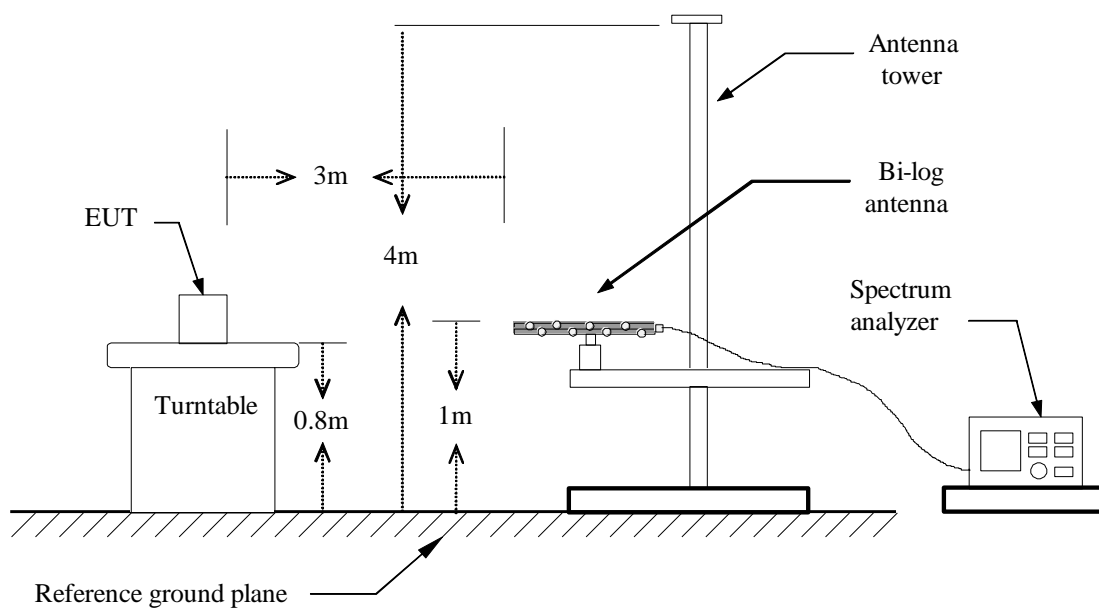 Antenna
tower
3m
Bi-log
antenna
EUT
4m
Spectrum
analyzer
Turntable
0.8m
1m
Reference ground plane